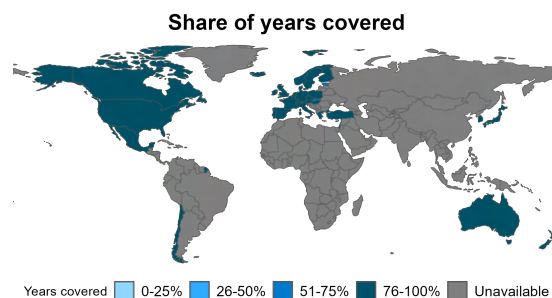 Share of years covered
Years covered 0-25% 26-50% 51-75% 76-100% Unavailable